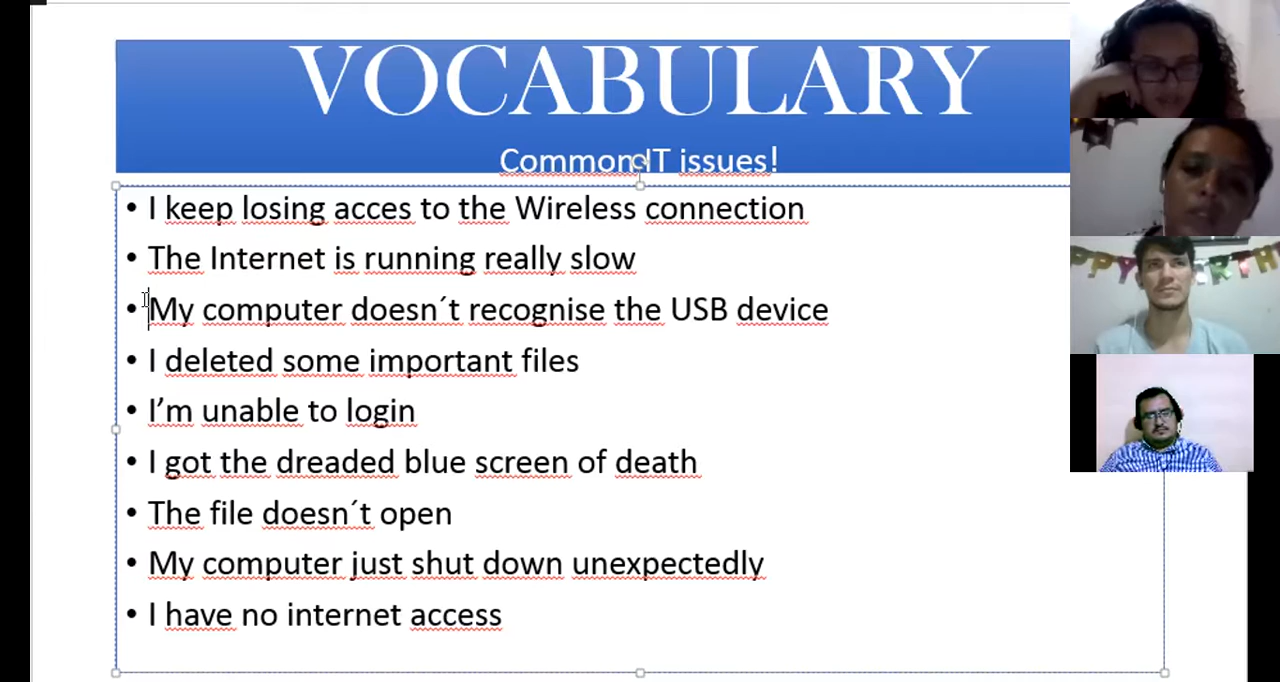 VOCABULARY
Common IT issues!
• I keep losing acces to the Wireless connection
• The Internet is running really slow
• My computer doesn´t recognise the USB device
• I deleted some important files
• I’m unable to login
• I got the dreaded blue screen of death
• The file doesn´t open
• My computer just shut down unexpectedly
• I have no internet access